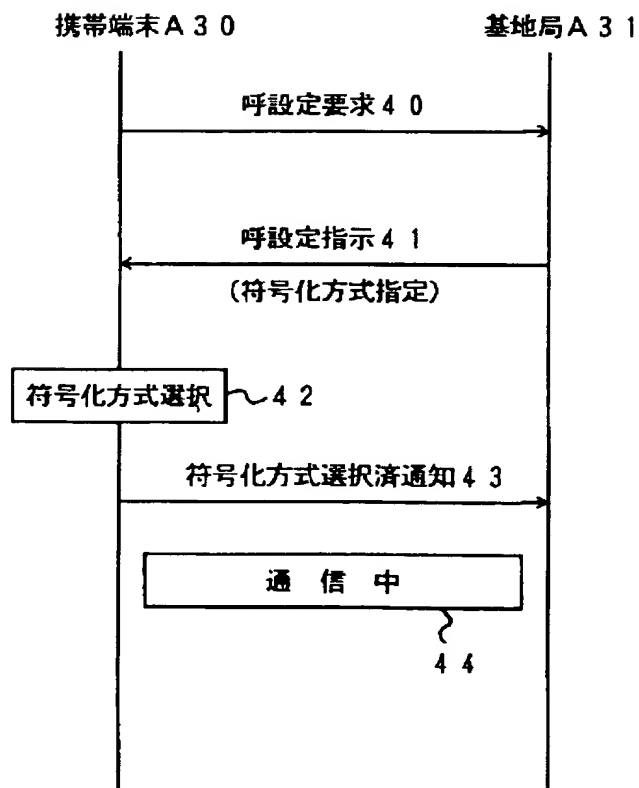 携帯端末A30
基地局A31
呼設定要求40
呼設定指示41
(符号化方式指定)
符号化方式選択
42
符号化方式選択済通知43
通 信 中
44